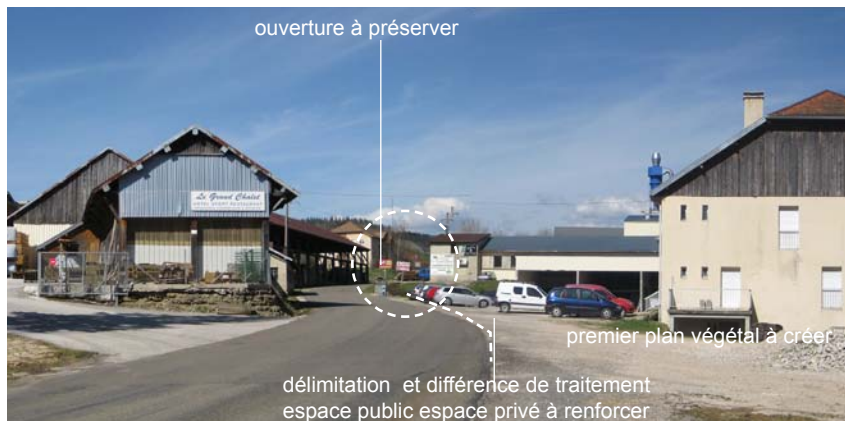 ouverture à préserver
Le Grand Chalet
premier plan végétal à créer
délimitation et différence de traitement
espace public espace privé à renforcer